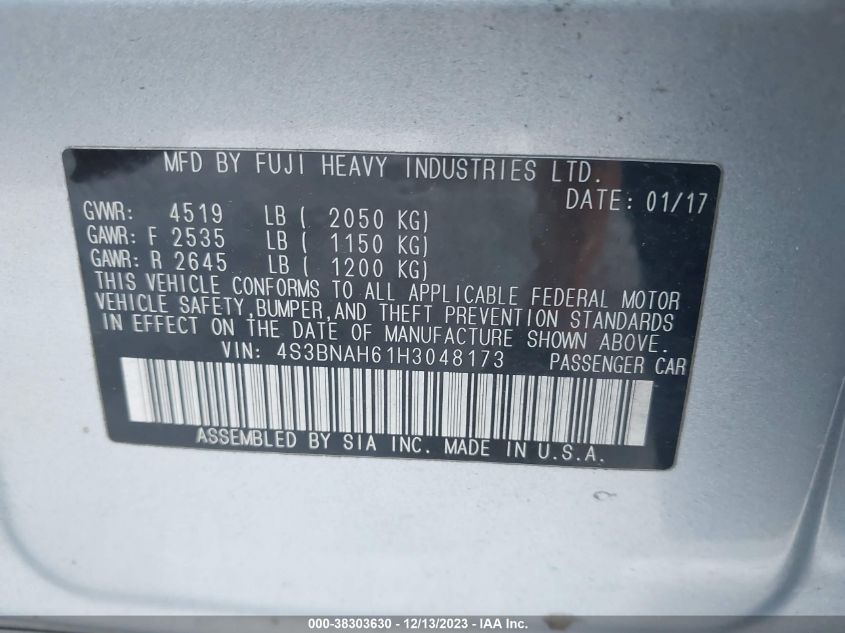 MFD BY FUJI HEAVY INDUSTRIES LTD.
DATE: 01/17
GVWR: 4519 LB ( 2050 KG)
GAWR: F 2535 LB ( 1150 KG)
GAWR: R 2645 LB ( 1200 KG)
THIS VEHICLE CONFORMS TO ALL APPLICABLE FEDERAL MOTOR
VEHICLE SAFETY,BUMPER,AND THEFT PREVENTION STANDARDS
IN EFFECT ON THE DATE OF MANUFACTURE SHOWN ABOVE.
VIN: 4S3BNAH61H3048173 PASSENGER CAR
ASSEMBLED BY SIA INC. MADE IN U.S.A.
000-38303630 - 12/13/2023 - IAA Inc.